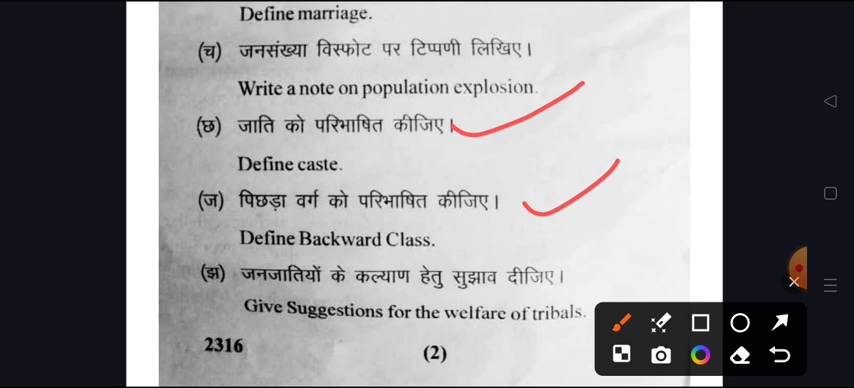 Define marriage.
(च) जनसंख्या विस्फोट पर टिप्पणी लिखिए।
Write a note on population explosion.
(छ) जाति को परिभाषित कीजिए।
Define caste.
(ज) पिछड़ा वर्ग को परिभाषित कीजिए।
Define Backward Class.
(झ) जनजातियों के कल्याण हेतु सुझाव दीजिए।
Give Suggestions for the welfare of tribals.
2316 (2)